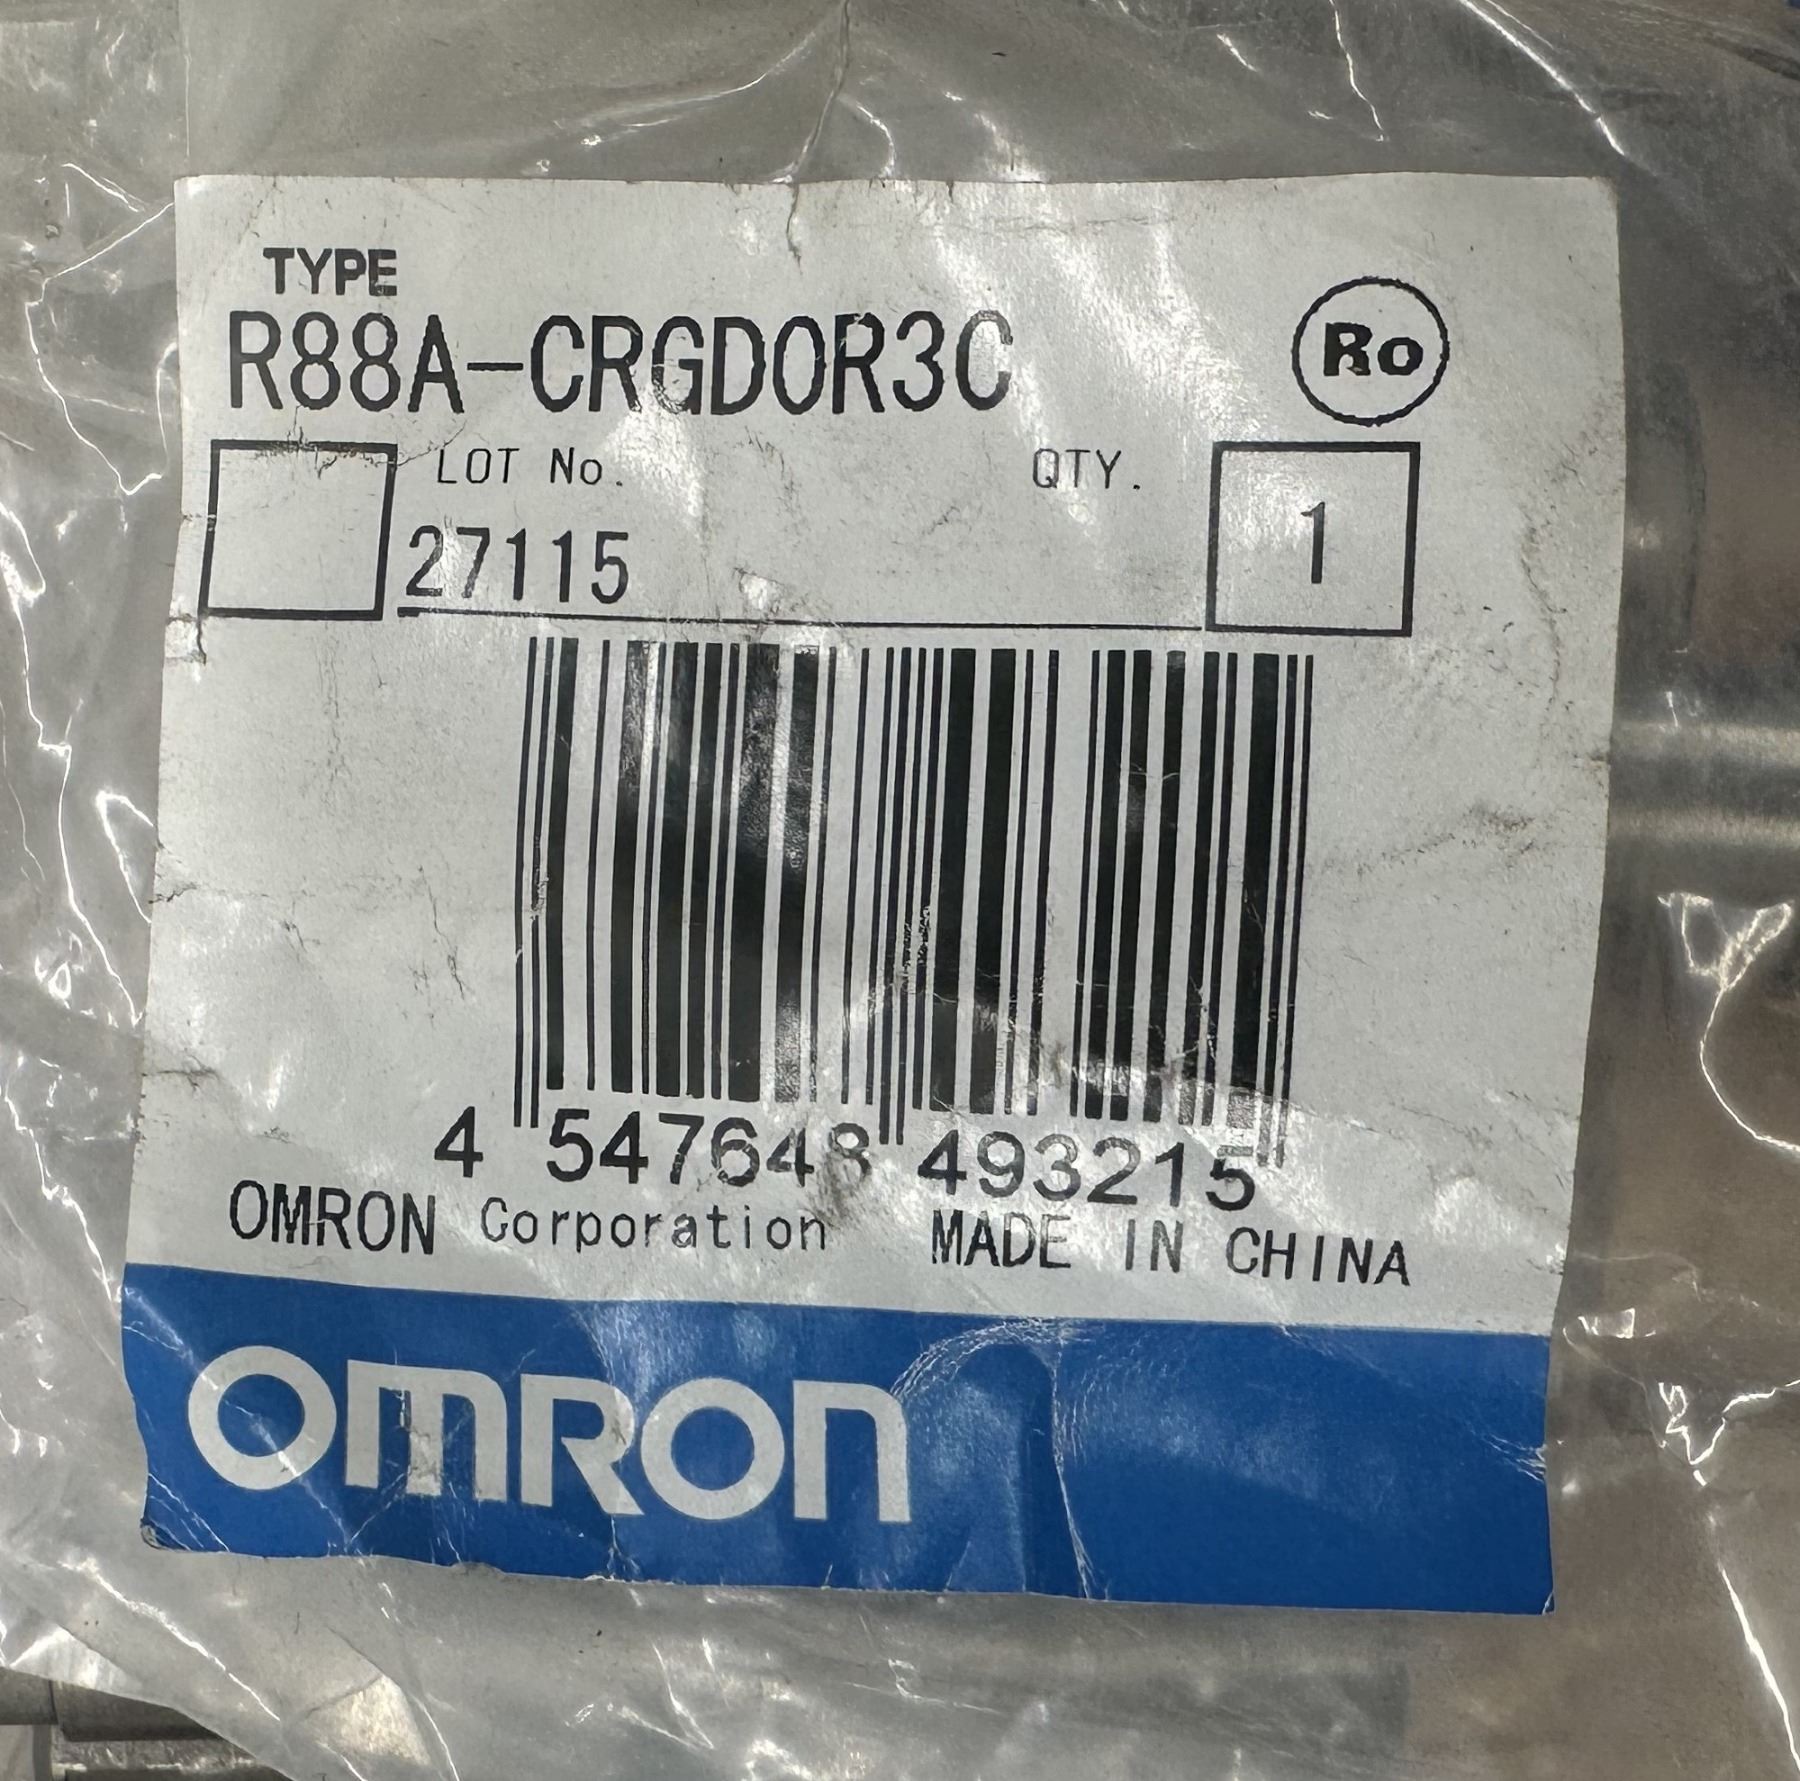 TYPE
R88A-CRGD0R3C
Ro
LOT No.
QTY.
27115
1
4 547648 493215
OMRON Corporation MADE IN CHINA
OMRON